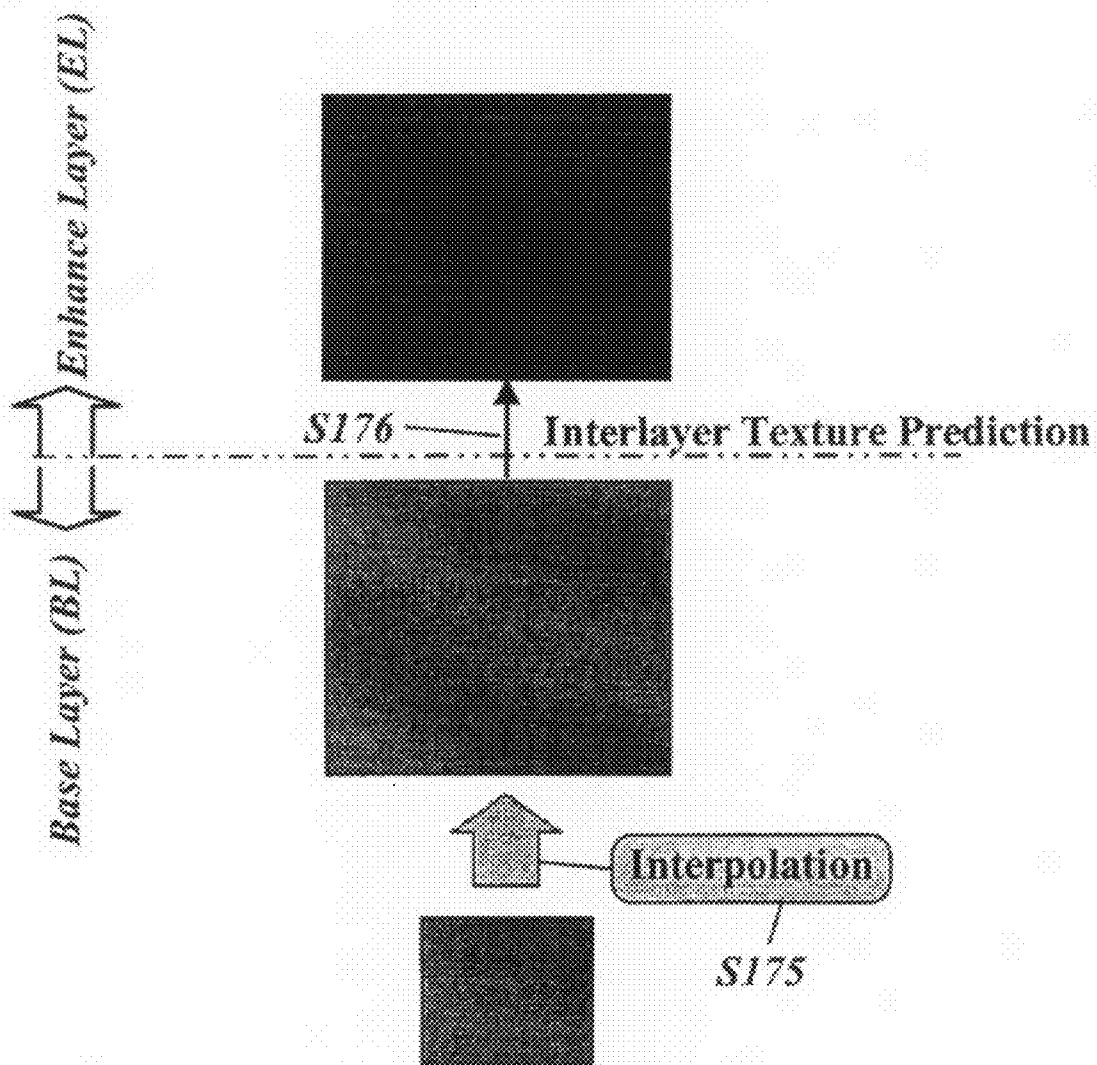 Enhance Layer (EL)
S176
Interlayer Texture Prediction
Base Layer (BL)
Interpolation
S175